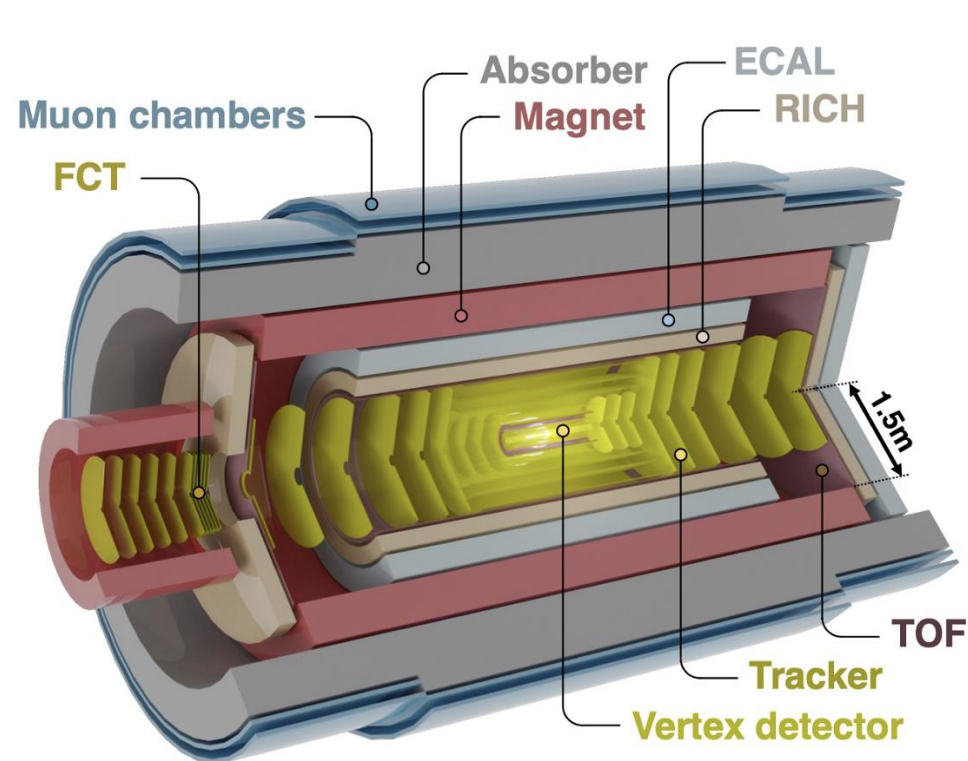 Absorber
ECAL
Muon chambers
Magnet
RICH
FCT
1.5m
TOF
Tracker
Vertex detector